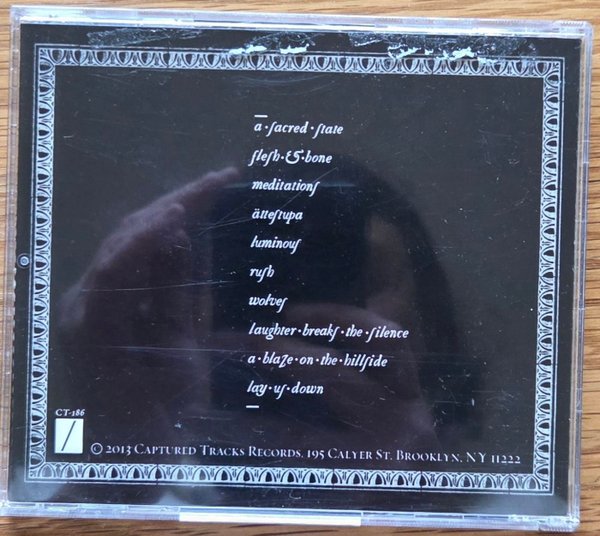 a·ſacred·ſtate
fleſh·&·bone
meditationſ
ätteſtupa
luminouſ
ruſh
wolveſ
laughter·breakſ·the·ſilence
a·blaze·on·the·hillſide
lay·uſ·down
CT-186
© 2013 Captured Tracks Records, 195 Calyer St. Brooklyn, NY 11222